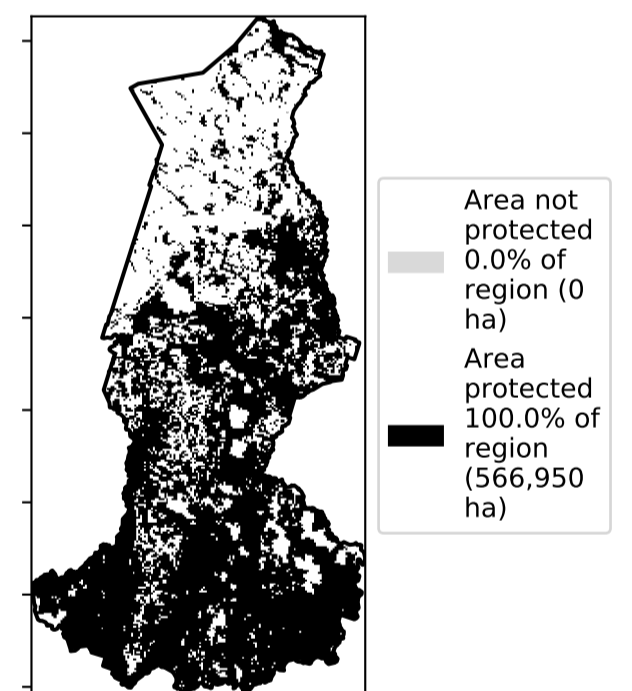 Area not
protected
0.0% of
region (0
ha)
Area
protected
100.0% of
region
(566,950
ha)